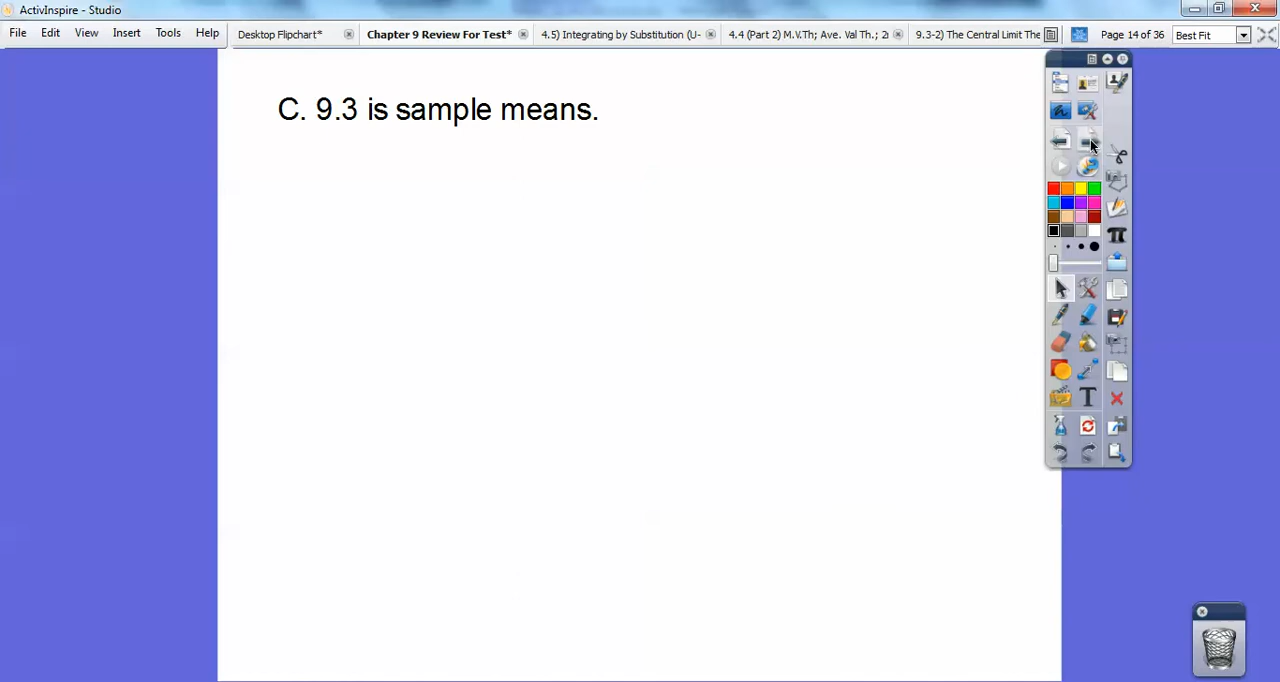 ActivInspire - Studio
File Edit View Insert Tools Help
Desktop Flipchart* Chapter 9 Review For Test* 4.5) Integrating by Substitution (U- 4.4 (Part 2) M.V.Th; Ave. Val Th.; 9.3-2) The Central Limit The Page 14 of 36 Best Fit
C. 9.3 is sample means.
T